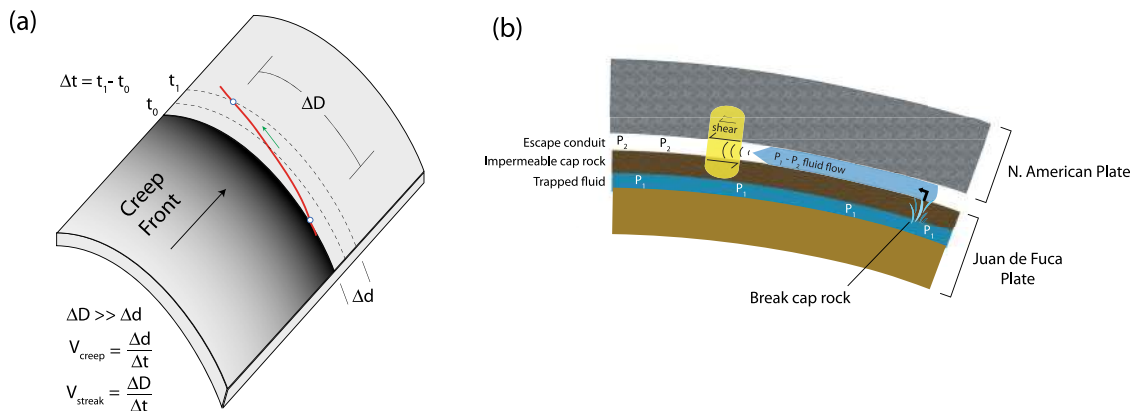 (a)
Δt = t₁- t₀
t₁
t₀
ΔD
Creep
Front
Δd
ΔD >> Δd
V_creep = Δd/Δt
V_streak = ΔD/Δt
(b)
shear
Escape conduit
P₂ P₂
P₁ - P₂ fluid flow
Impermeable cap rock
Trapped fluid
P₁ P₁ P₁ P₁
N. American Plate
Juan de Fuca
Plate
Break cap rock